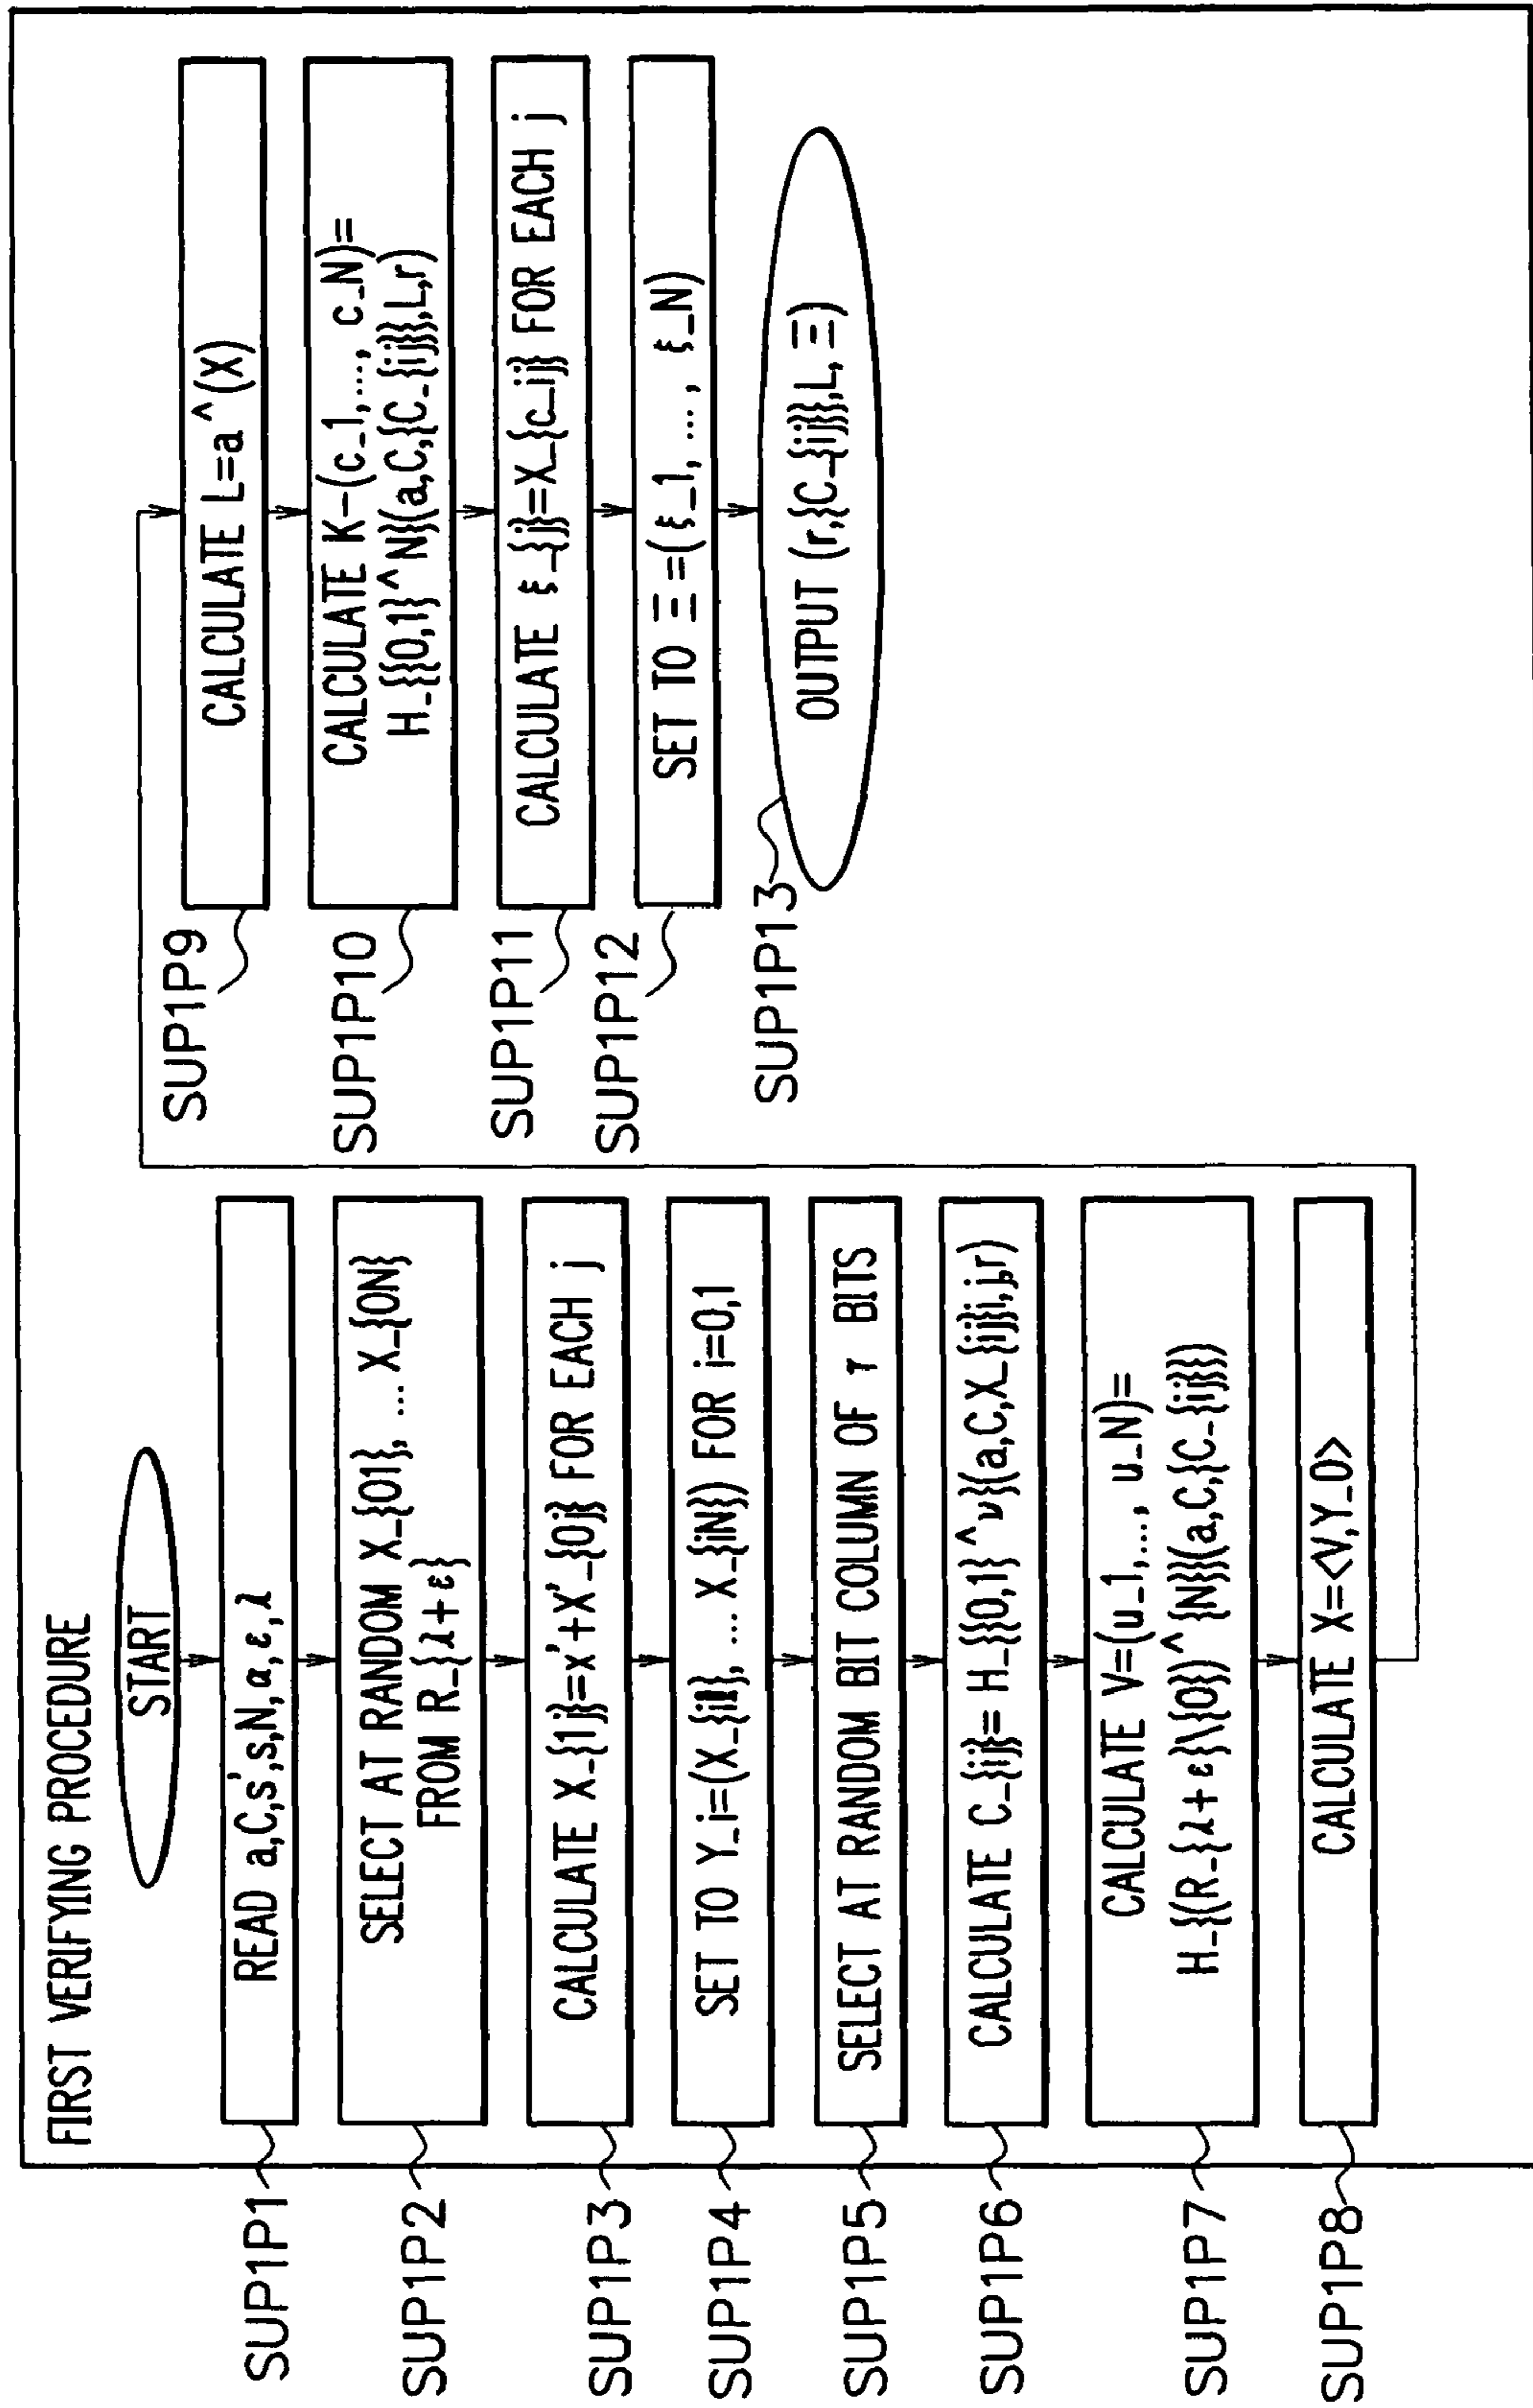 FIRST VERIFYING PROCEDURE
START
SUP1P1
READ a,C,s',s,N,α,ε,λ
SUP1P2
SELECT AT RANDOM X_{01}, ... X_{0N}
FROM R_{λ+ε}
SUP1P3
CALCULATE X_{1j}=x'+X'_{0j} FOR EACH j
SUP1P4
SET TO Y_i=(X_{i1}, ... X_{iN}) FOR i=0,1
SUP1P5
SELECT AT RANDOM BIT COLUMN OF τ BITS
SUP1P6
CALCULATE C_{ij}= H_{{0,1}^ν}(a,C,X_{ij}i,j,r)
SUP1P7
CALCULATE V=(u_1,..., u_N)=
H_{(R_{λ+ε}\{0})^{N}}(a,C,{C_{ij}})
SUP1P8
CALCULATE X=<V,Y_0>
SUP1P9
CALCULATE L=a^(X)
SUP1P10
CALCULATE K-(c_1,..., c_N)=
H_{{0,1}^N}(a,C,{C_{ij}},L,r)
SUP1P11
CALCULATE ξ_{j}=X_{c_ij} FOR EACH j
SUP1P12
SET TO Ξ=(ξ_1, ... , ξ_N)
SUP1P13
OUTPUT (r,{C_{ij}},L, Ξ)